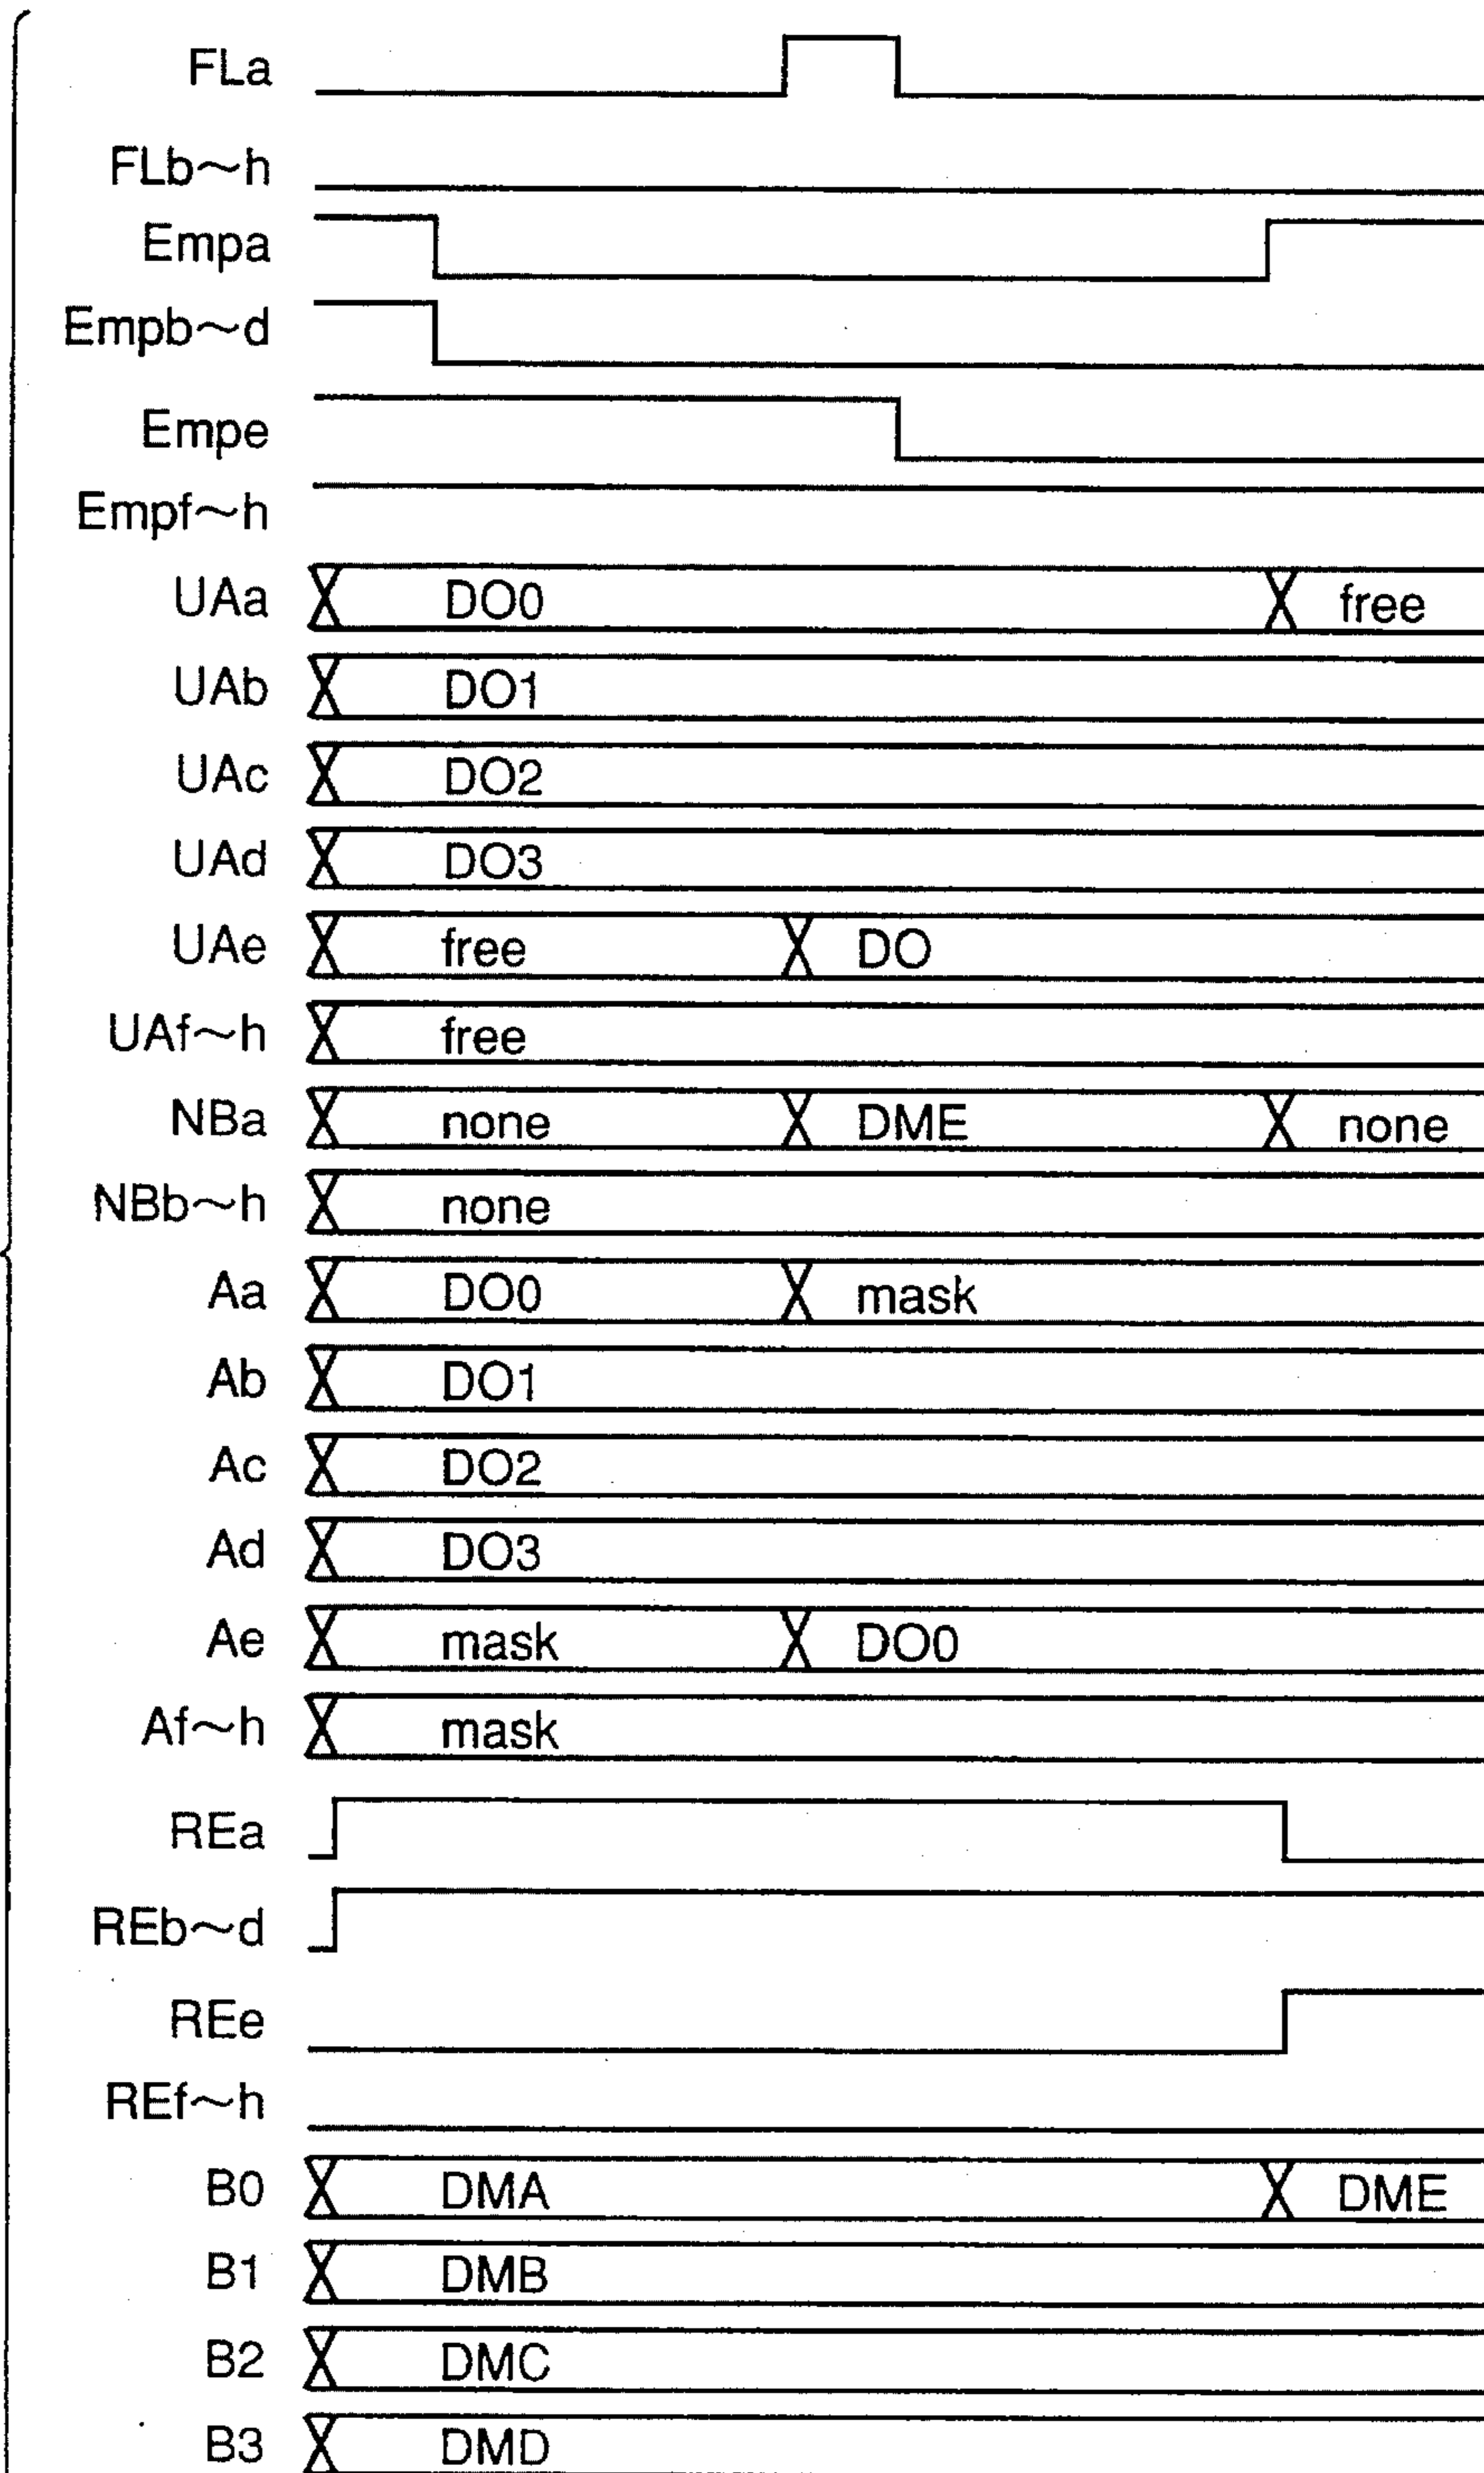 FLa
FLb~h
Empa
Empb~d
Empe
Empf~h
UAa DO0 free
UAb DO1
UAc DO2
UAd DO3
UAe free DO
UAf~h free
NBa none DME none
NBb~h none
Aa DO0 mask
Ab DO1
Ac DO2
Ad DO3
Ae mask DO0
Af~h mask
REa
REb~d
REe
REf~h
B0 DMA DME
B1 DMB
B2 DMC
B3 DMD